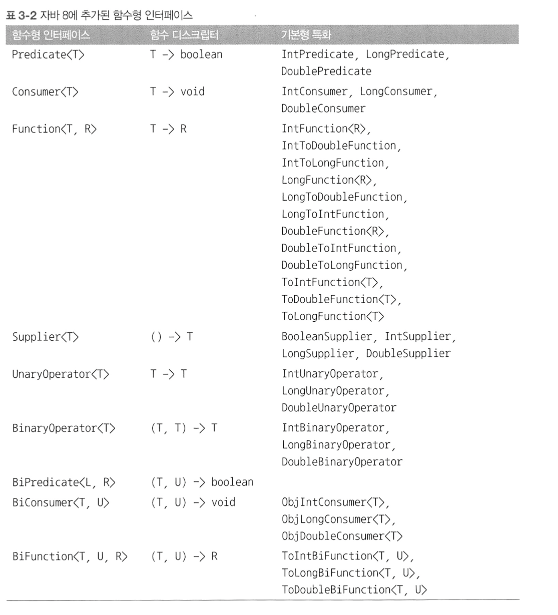 표 3-2 자바 8에 추가된 함수형 인터페이스
함수형 인터페이스 함수 디스크립터 기본형 특화
Predicate<T> T -> boolean IntPredicate, LongPredicate,
DoublePredicate
Consumer<T> T -> void IntConsumer, LongConsumer,
DoubleConsumer
Function<T, R> T -> R IntFunction<R>,
IntToDoubleFunction,
IntToLongFunction,
LongFunction<R>,
LongToDoubleFunction,
LongToIntFunction,
DoubleFunction<R>,
DoubleToIntFunction,
DoubleToLongFunction,
ToIntFunction<T>,
ToDoubleFunction<T>,
ToLongFunction<T>
Supplier<T> () -> T BooleanSupplier, IntSupplier,
LongSupplier, DoubleSupplier
UnaryOperator<T> T -> T IntUnaryOperator,
LongUnaryOperator,
DoubleUnaryOperator
BinaryOperator<T> (T, T) -> T IntBinaryOperator,
LongBinaryOperator,
DoubleBinaryOperator
BiPredicate<L, R> (T, U) -> boolean
BiConsumer<T, U> (T, U) -> void ObjIntConsumer<T>,
ObjLongConsumer<T>,
ObjDoubleConsumer<T>
BiFunction<T, U, R> (T, U) -> R ToIntBiFunction<T, U>,
ToLongBiFunction<T, U>,
ToDoubleBiFunction<T, U>